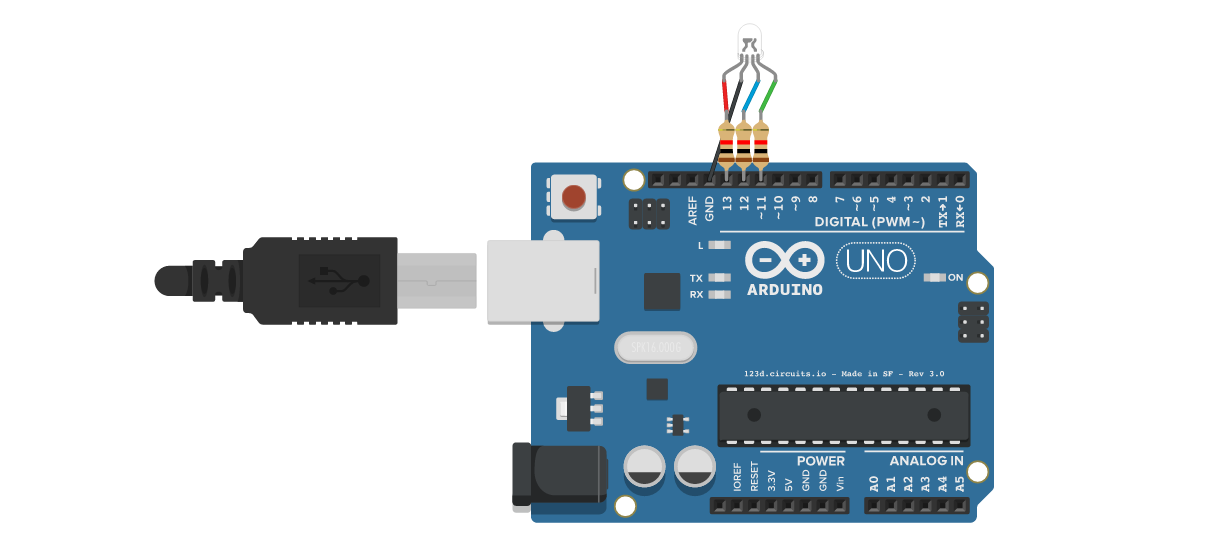 AREF
GND
13
12
~11
~10
~9
8
7
~6
~5
4
~3
2
TX→1
RX←0
DIGITAL (PWM~)
L
TX
RX
UNO
ARDUINO
ON
SPK16.000G
123d.circuits.io – Made in SF – Rev 3.0
POWER
ANALOG IN
IOREF
RESET
3.3V
5V
GND
GND
Vin
A0
A1
A2
A3
A4
A5